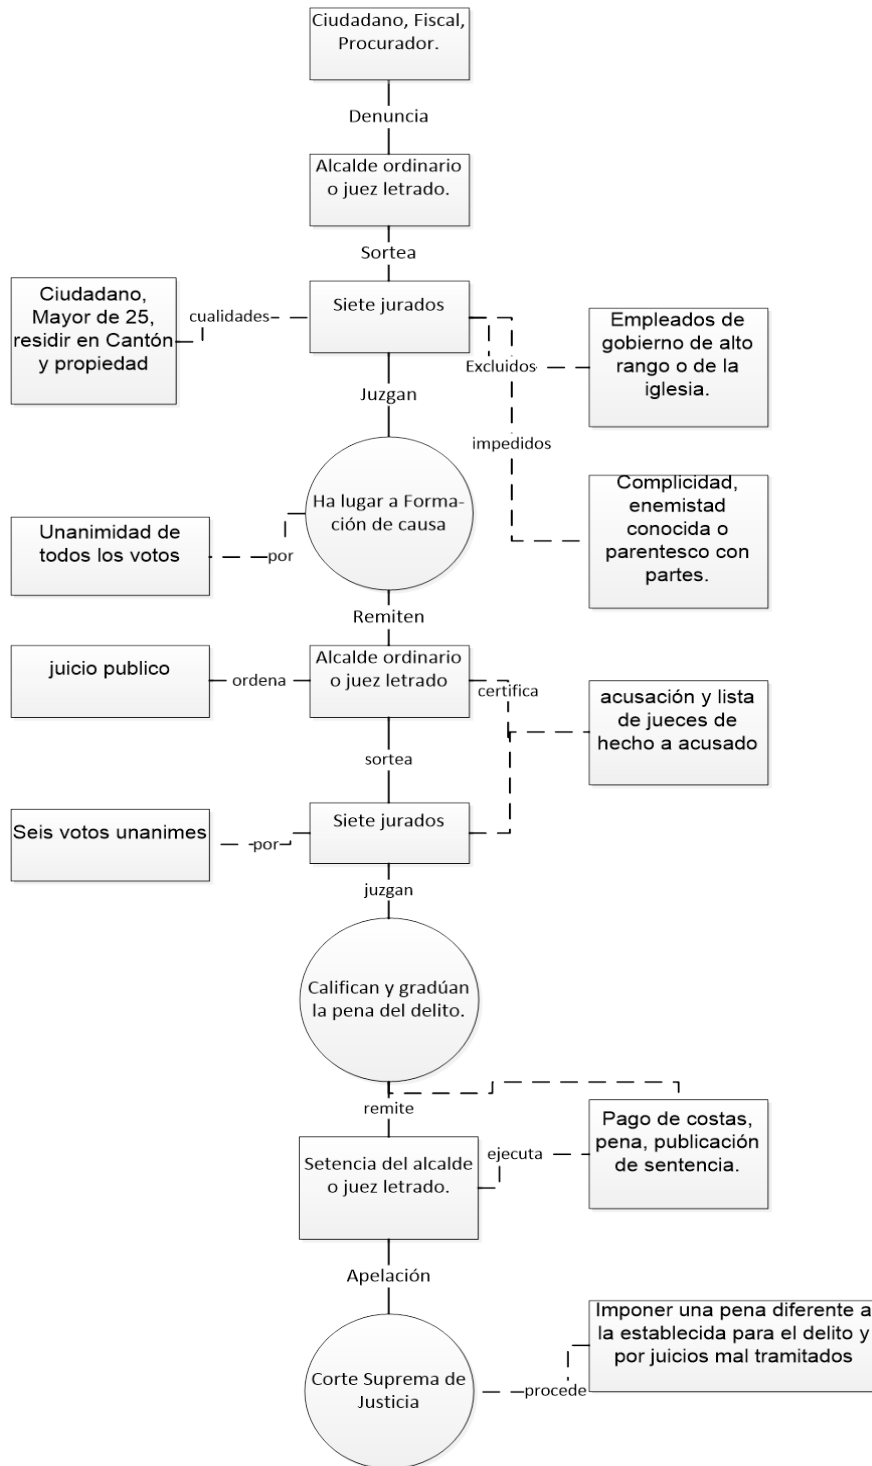 Ciudadano, Fiscal,
Procurador.
Denuncia
Alcalde ordinario
o juez letrado.
Sortea
Ciudadano,
Mayor de 25,
residir en Cantón
y propiedad
cualidades
Siete jurados
Excluidos
Empleados de
gobierno de alto
rango o de la
iglesia.
Juzgan
impedidos
Complicidad,
enemistad
conocida o
parentesco con
partes.
Ha lugar a Forma-
ción de causa
Unanimidad de
todos los votos
por
Remiten
juicio publico
ordena
Alcalde ordinario
o juez letrado
certifica
acusación y lista
de jueces de
hecho a acusado
sortea
Seis votos unanimes
por
Siete jurados
juzgan
Califican y gradúan
la pena del delito.
remite
Pago de costas,
pena, publicación
de sentencia.
ejecuta
Setencia del alcalde
o juez letrado.
Apelación
Imponer una pena diferente a
la establecida para el delito y
por juicios mal tramitados
Corte Suprema de
Justicia
procede